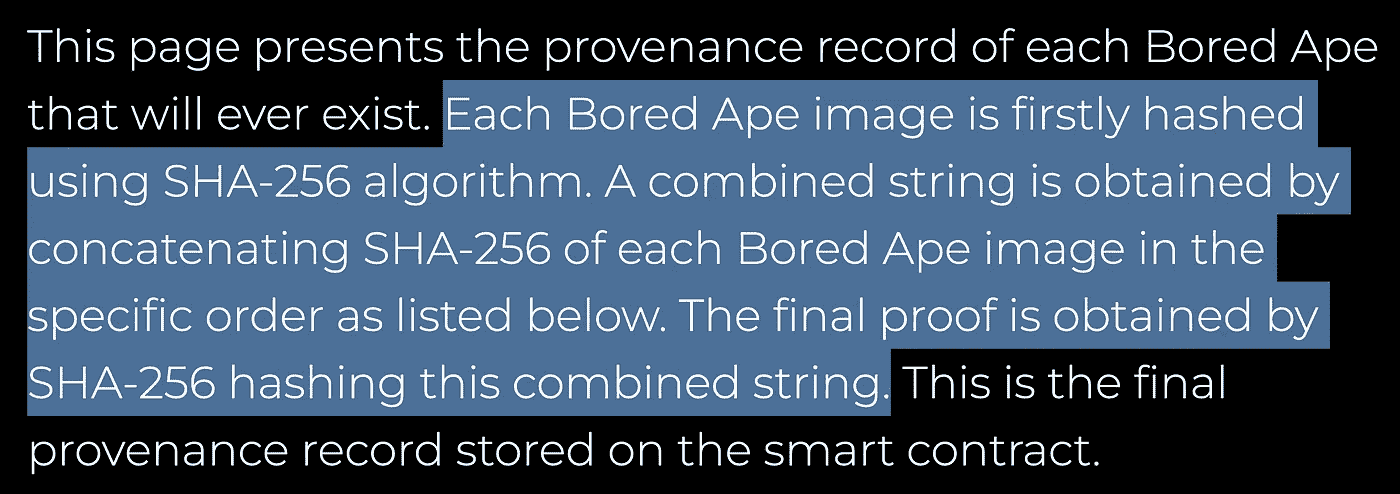 This page presents the provenance record of each Bored Ape
that will ever exist. Each Bored Ape image is firstly hashed
using SHA-256 algorithm. A combined string is obtained by
concatenating SHA-256 of each Bored Ape image in the
specific order as listed below. The final proof is obtained by
SHA-256 hashing this combined string. This is the final
provenance record stored on the smart contract.